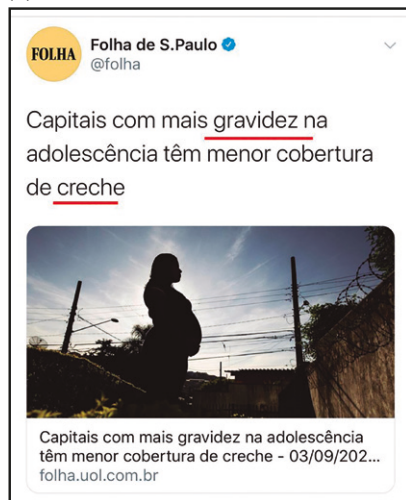 FOLHA
Folha de S.Paulo
@folha
Capitais com mais gravidez na
adolescência têm menor cobertura
de creche
Capitais com mais gravidez na adolescência
têm menor cobertura de creche - 03/09/202...
folha.uol.com.br